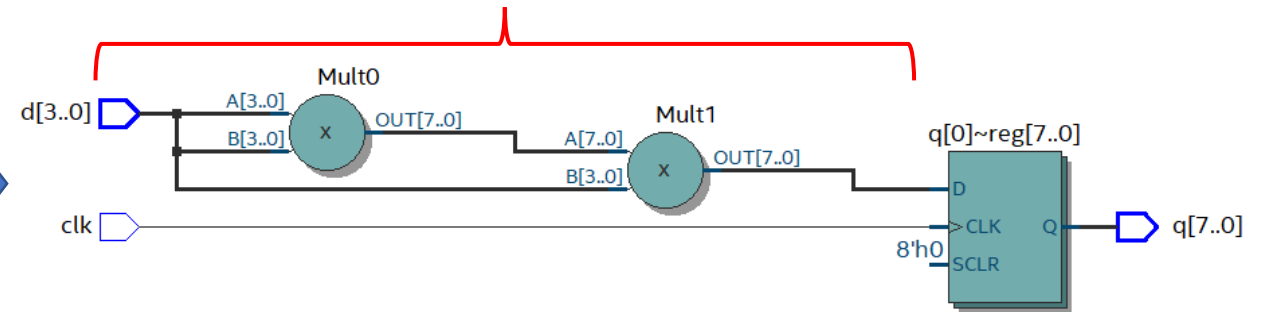 Mult0
d[3..0]
A[3..0]
B[3..0]
x
OUT[7..0]
Mult1
A[7..0]
B[3..0]
x
OUT[7..0]
q[0]~reg[7..0]
D
CLK
Q
SCLR
8'h0
clk
q[7..0]